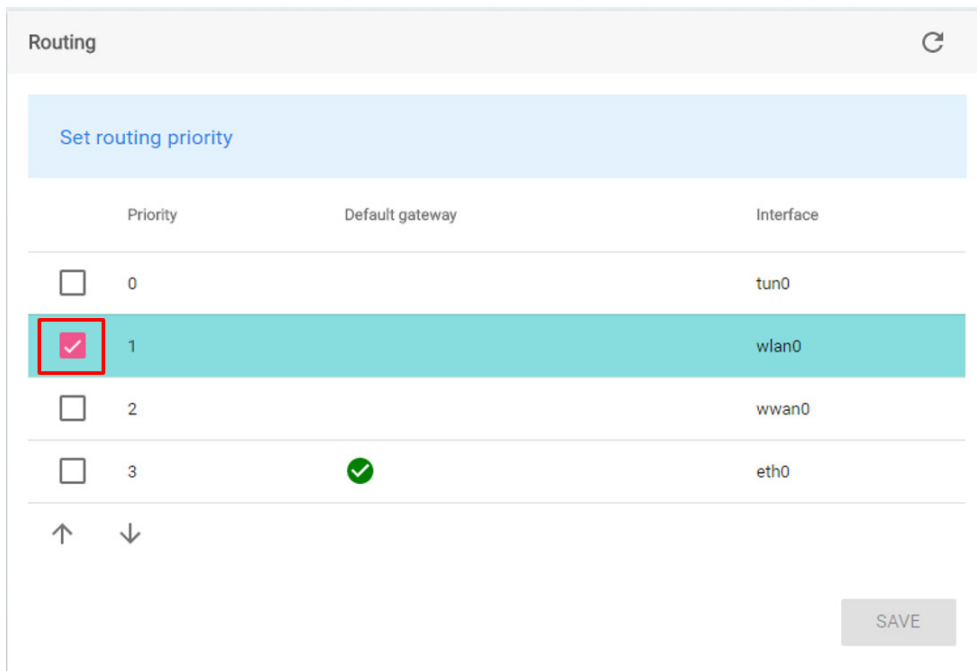 Routing
Set routing priority
Priority Default gateway Interface
0 tun0
1 wlan0
2 wwan0
3 eth0
SAVE